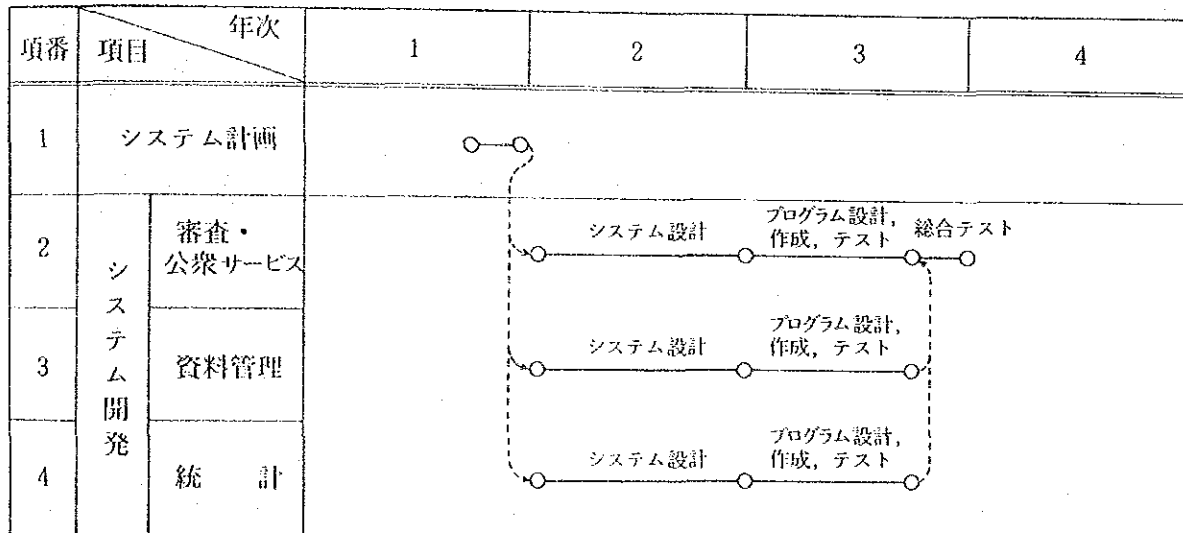 項番 項目 年次 1 2 3 4
1 システム計画
2 システム開発 審査・
公衆サービス
システム設計 プログラム設計,
作成, テスト 総合テスト
3 資料管理
システム設計 プログラム設計,
作成, テスト
4 統計
システム設計 プログラム設計,
作成, テスト